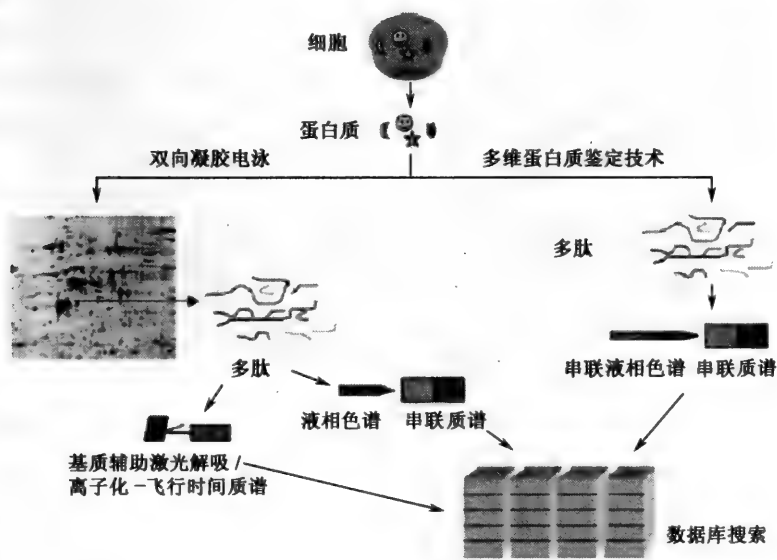 细胞
蛋白质
双向凝胶电泳
多维蛋白质鉴定技术
多肽
多肽
串联液相色谱 串联质谱
液相色谱 串联质谱
基质辅助激光解吸/
离子化-飞行时间质谱
数据库搜索